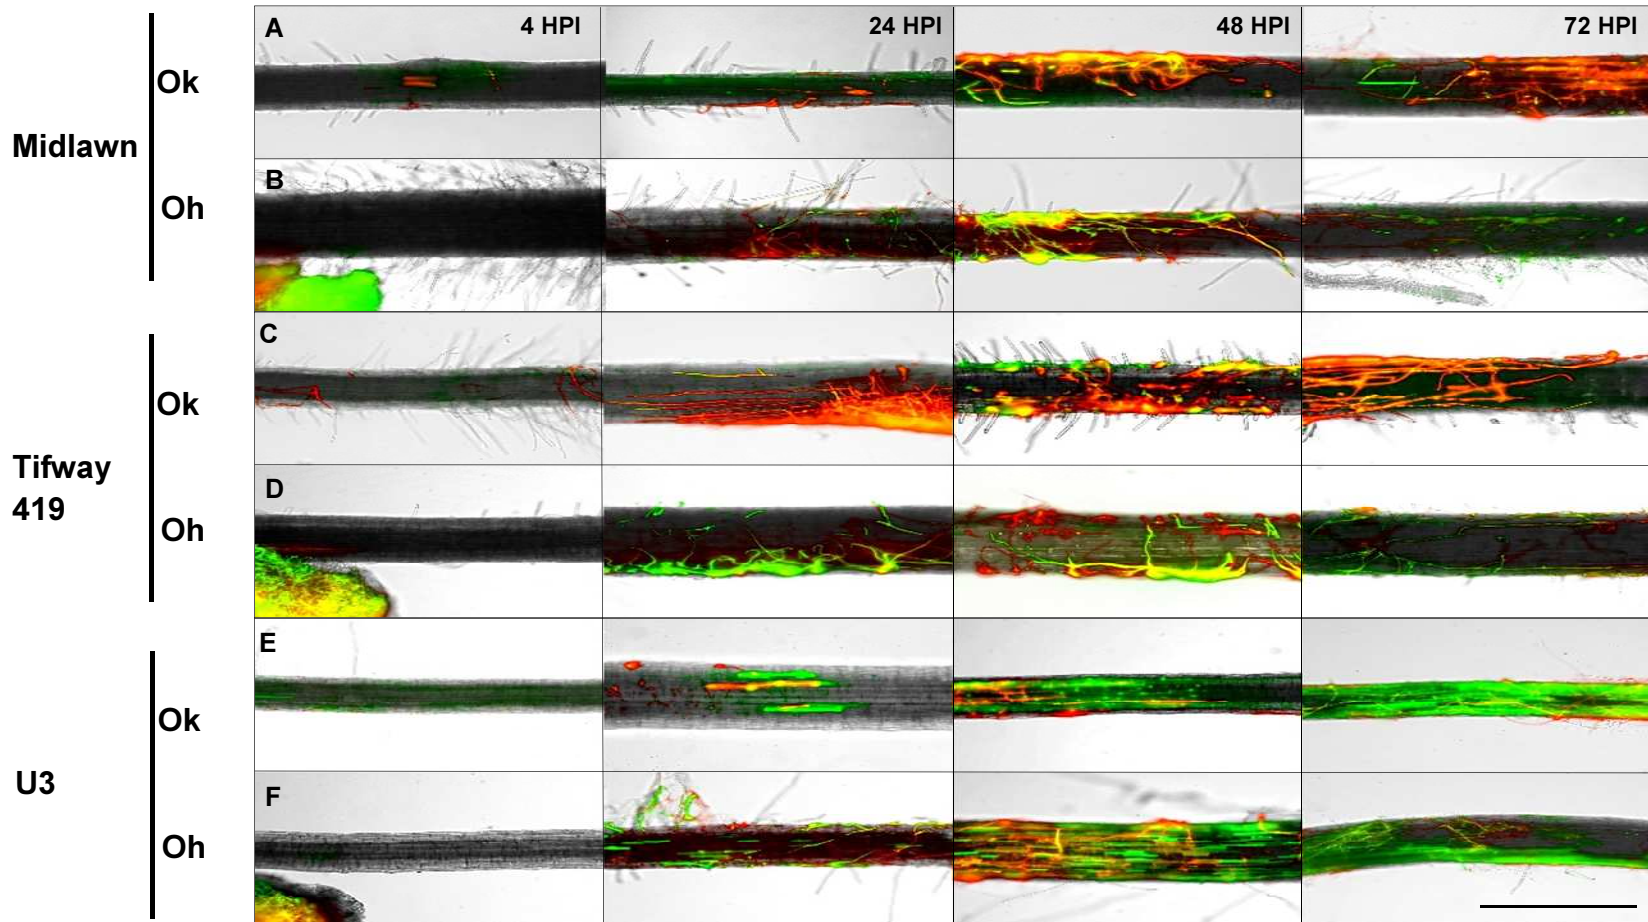 A 4 HPI 24 HPI 48 HPI 72 HPI
Ok
Midlawn
B
Oh
C
Ok
Tifway
419
D
Oh
E
Ok
U3
F
Oh